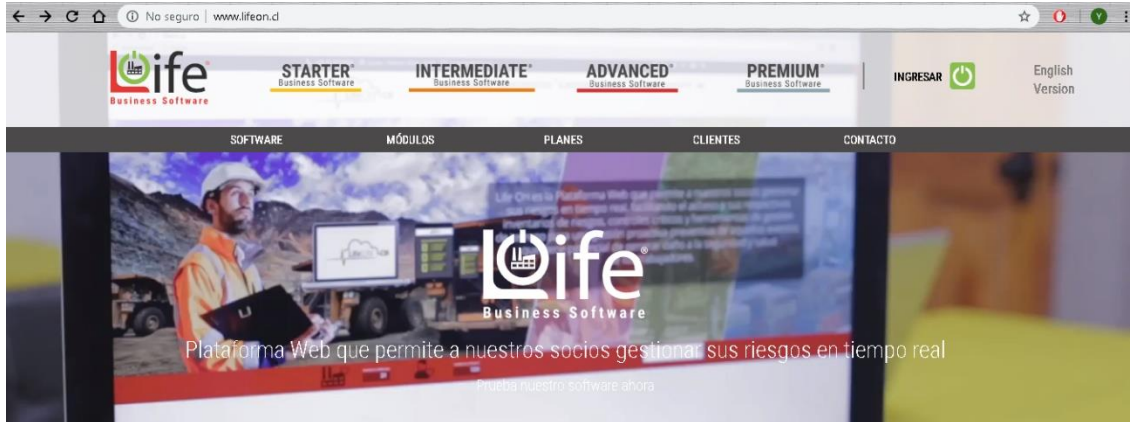 No seguro | www.lifeon.cl
Life
Business Software
STARTER®
Business Software
INTERMEDIATE®
Business Software
ADVANCED®
Business Software
PREMIUM®
Business Software
INGRESAR
English
Version
SOFTWARE
MÓDULOS
PLANES
CLIENTES
CONTACTO
Life®
Business Software
Plataforma Web que permite a nuestros socios gestionar sus riesgos en tiempo real
Prueba nuestro software ahora